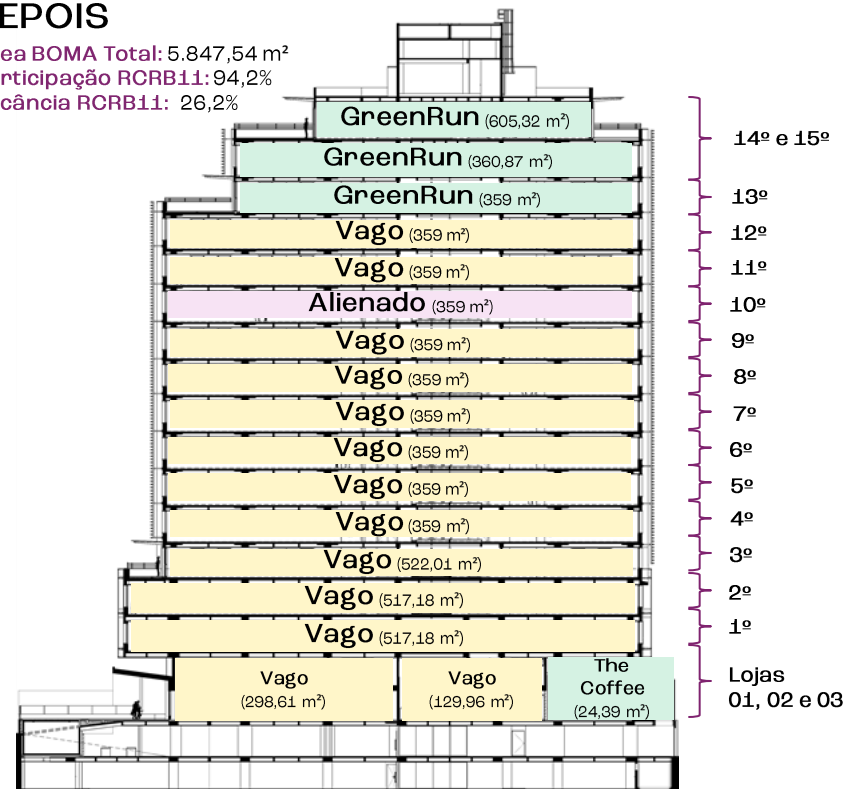 EPOIS
ea BOMA Total: 5.847,54 m²
rticipação RCRB11: 94,2%
cância RCRB11: 26,2%
GreenRun (605,32 m²)
14º e 15º
GreenRun (360,87 m²)
GreenRun (359 m²)
13º
Vago (359 m²)
12º
Vago (359 m²)
11º
Alienado (359 m²)
10º
Vago (359 m²)
9º
Vago (359 m²)
8º
Vago (359 m²)
7º
Vago (359 m²)
6º
Vago (359 m²)
5º
Vago (359 m²)
4º
Vago (522,01 m²)
3º
Vago (517,18 m²)
2º
Vago (517,18 m²)
1º
Vago
(298,61 m²)
Vago
(129,96 m²)
The
Coffee
(24,39 m²)
Lojas
01, 02 e 03